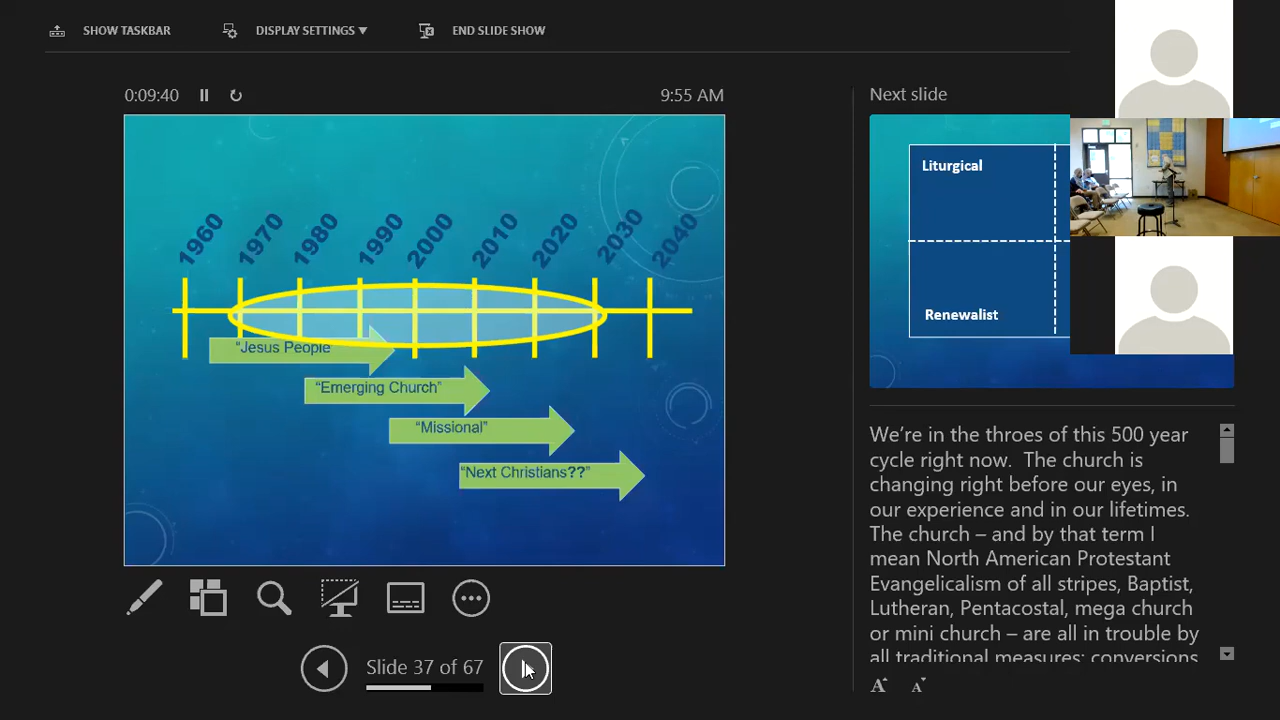 SHOW TASKBAR
DISPLAY SETTINGS ▼
END SLIDE SHOW
0:09:40
9:55 AM
Next slide
1960
1970
1980
1990
2000
2010
2020
2030
2040
"Jesus People
“Emerging Church”
“Missional”
“Next Christians??”
Liturgical
Renewalist
We’re in the throes of this 500 year
cycle right now. The church is
changing right before our eyes, in
our experience and in our lifetimes.
The church – and by that term I
mean North American Protestant
Evangelicalism of all stripes, Baptist,
Lutheran, Pentacostal, mega church
or mini church – are all in trouble by
all traditional measures: conversions
Slide 37 of 67
A A